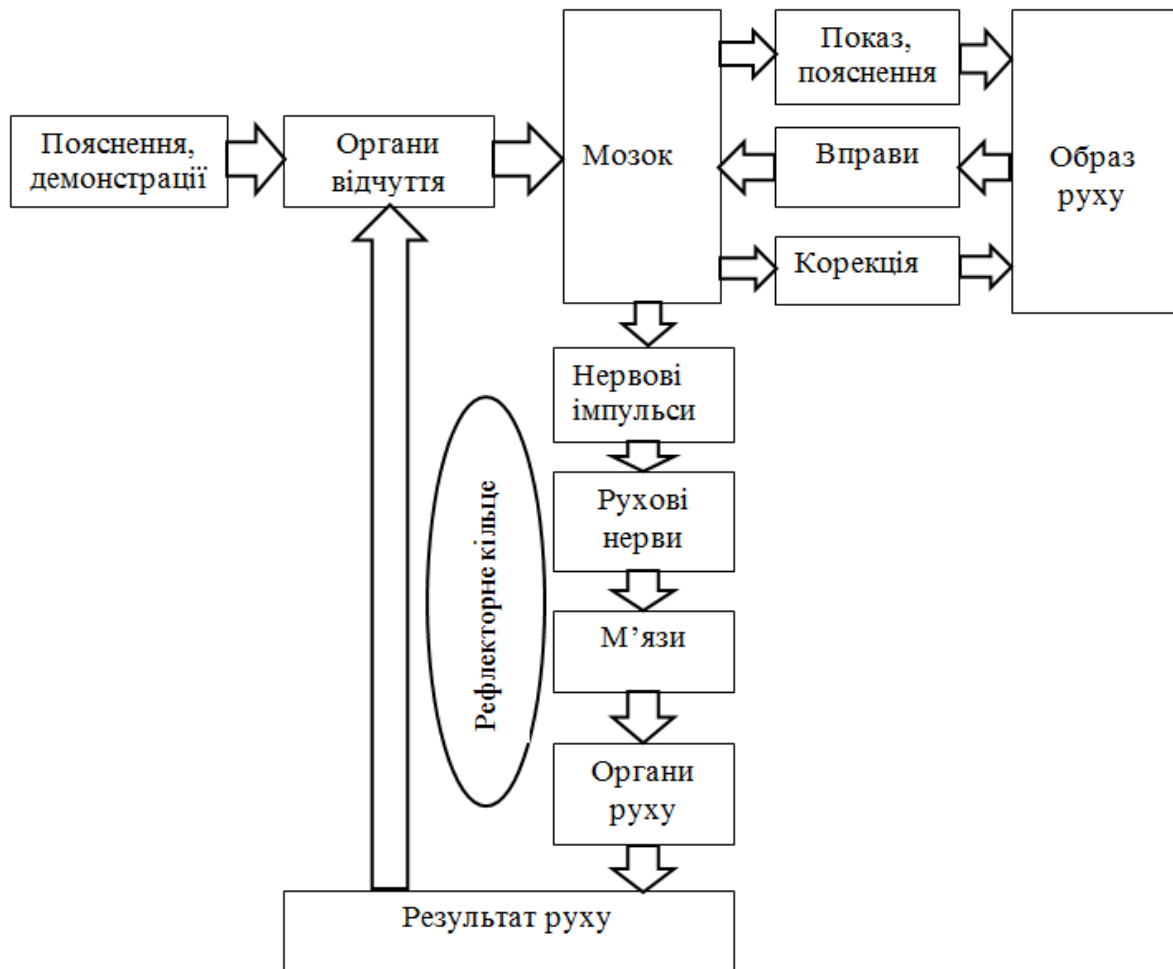 Показ,
пояснення
Пояснення,
демонстрації
Органи
відчуття
Мозок
Вправи
Образ
руху
Корекція
Нервові
імпульси
Рухові
нерви
Рефлекторне кільце
М’язи
Органи
руху
Результат руху